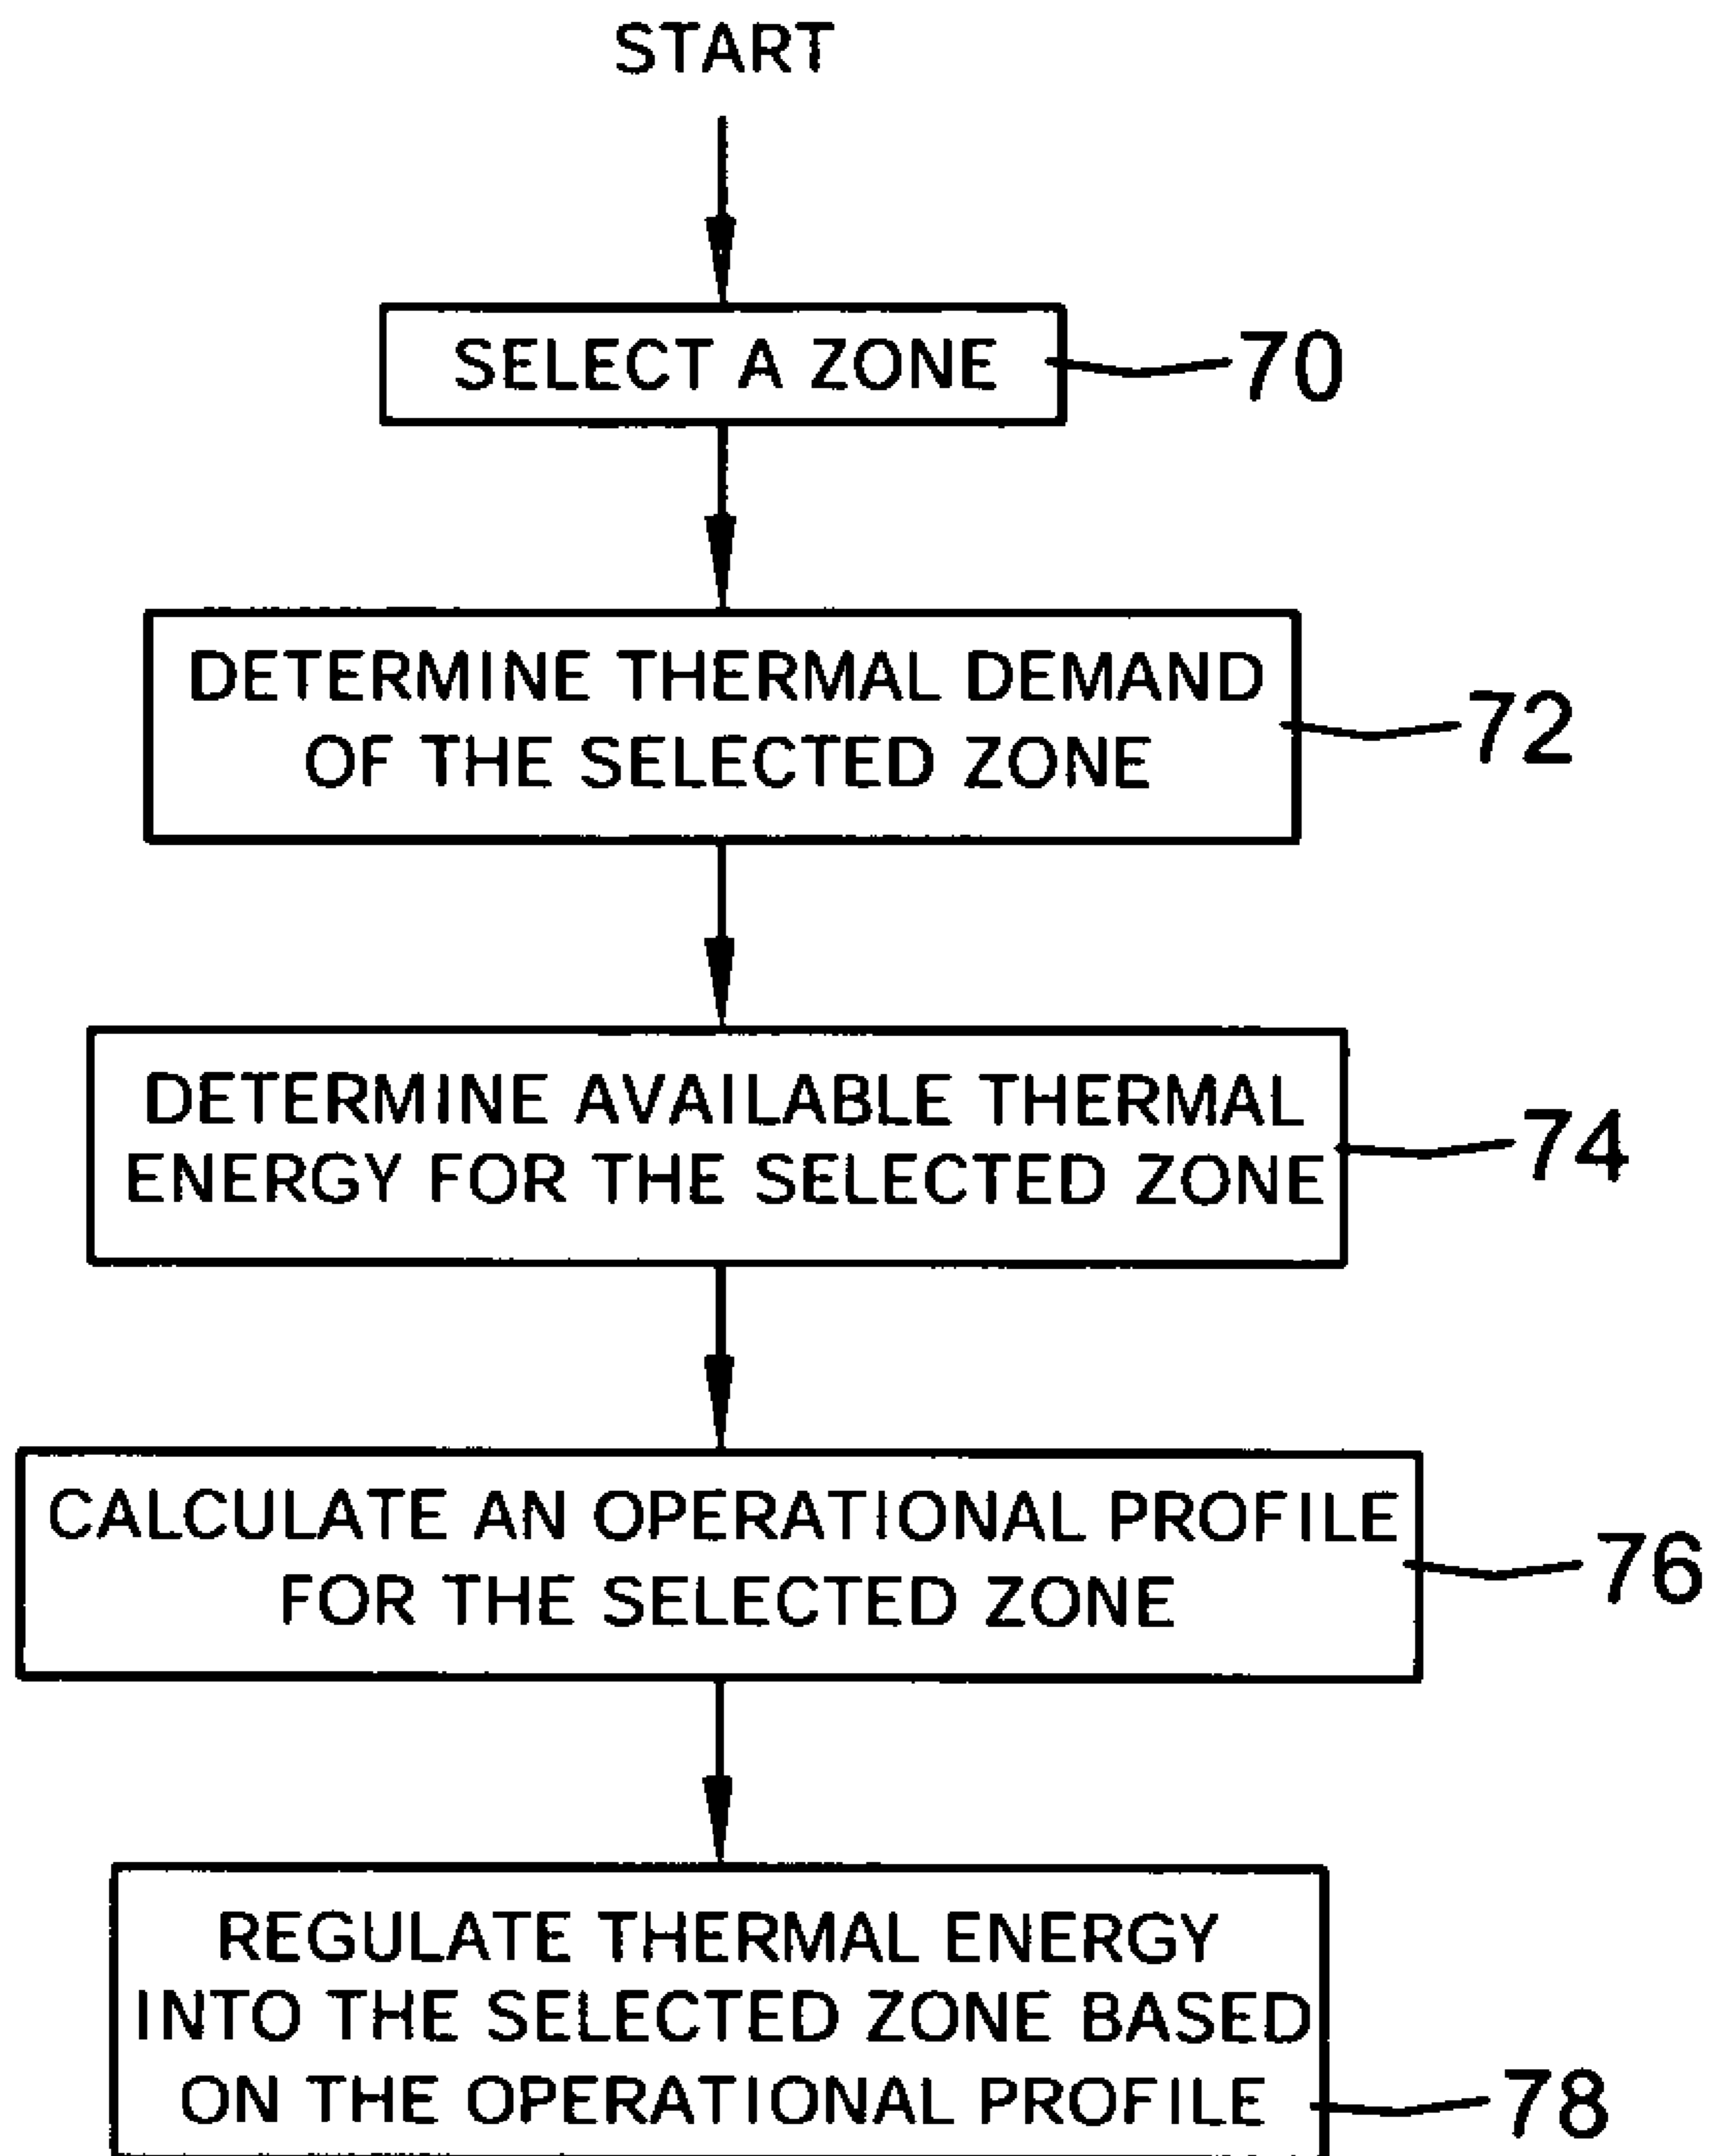 START
SELECT A ZONE
70
DETERMINE THERMAL DEMAND
OF THE SELECTED ZONE
72
DETERMINE AVAILABLE THERMAL
ENERGY FOR THE SELECTED ZONE
74
CALCULATE AN OPERATIONAL PROFILE
FOR THE SELECTED ZONE
76
REGULATE THERMAL ENERGY
INTO THE SELECTED ZONE BASED
ON THE OPERATIONAL PROFILE
78